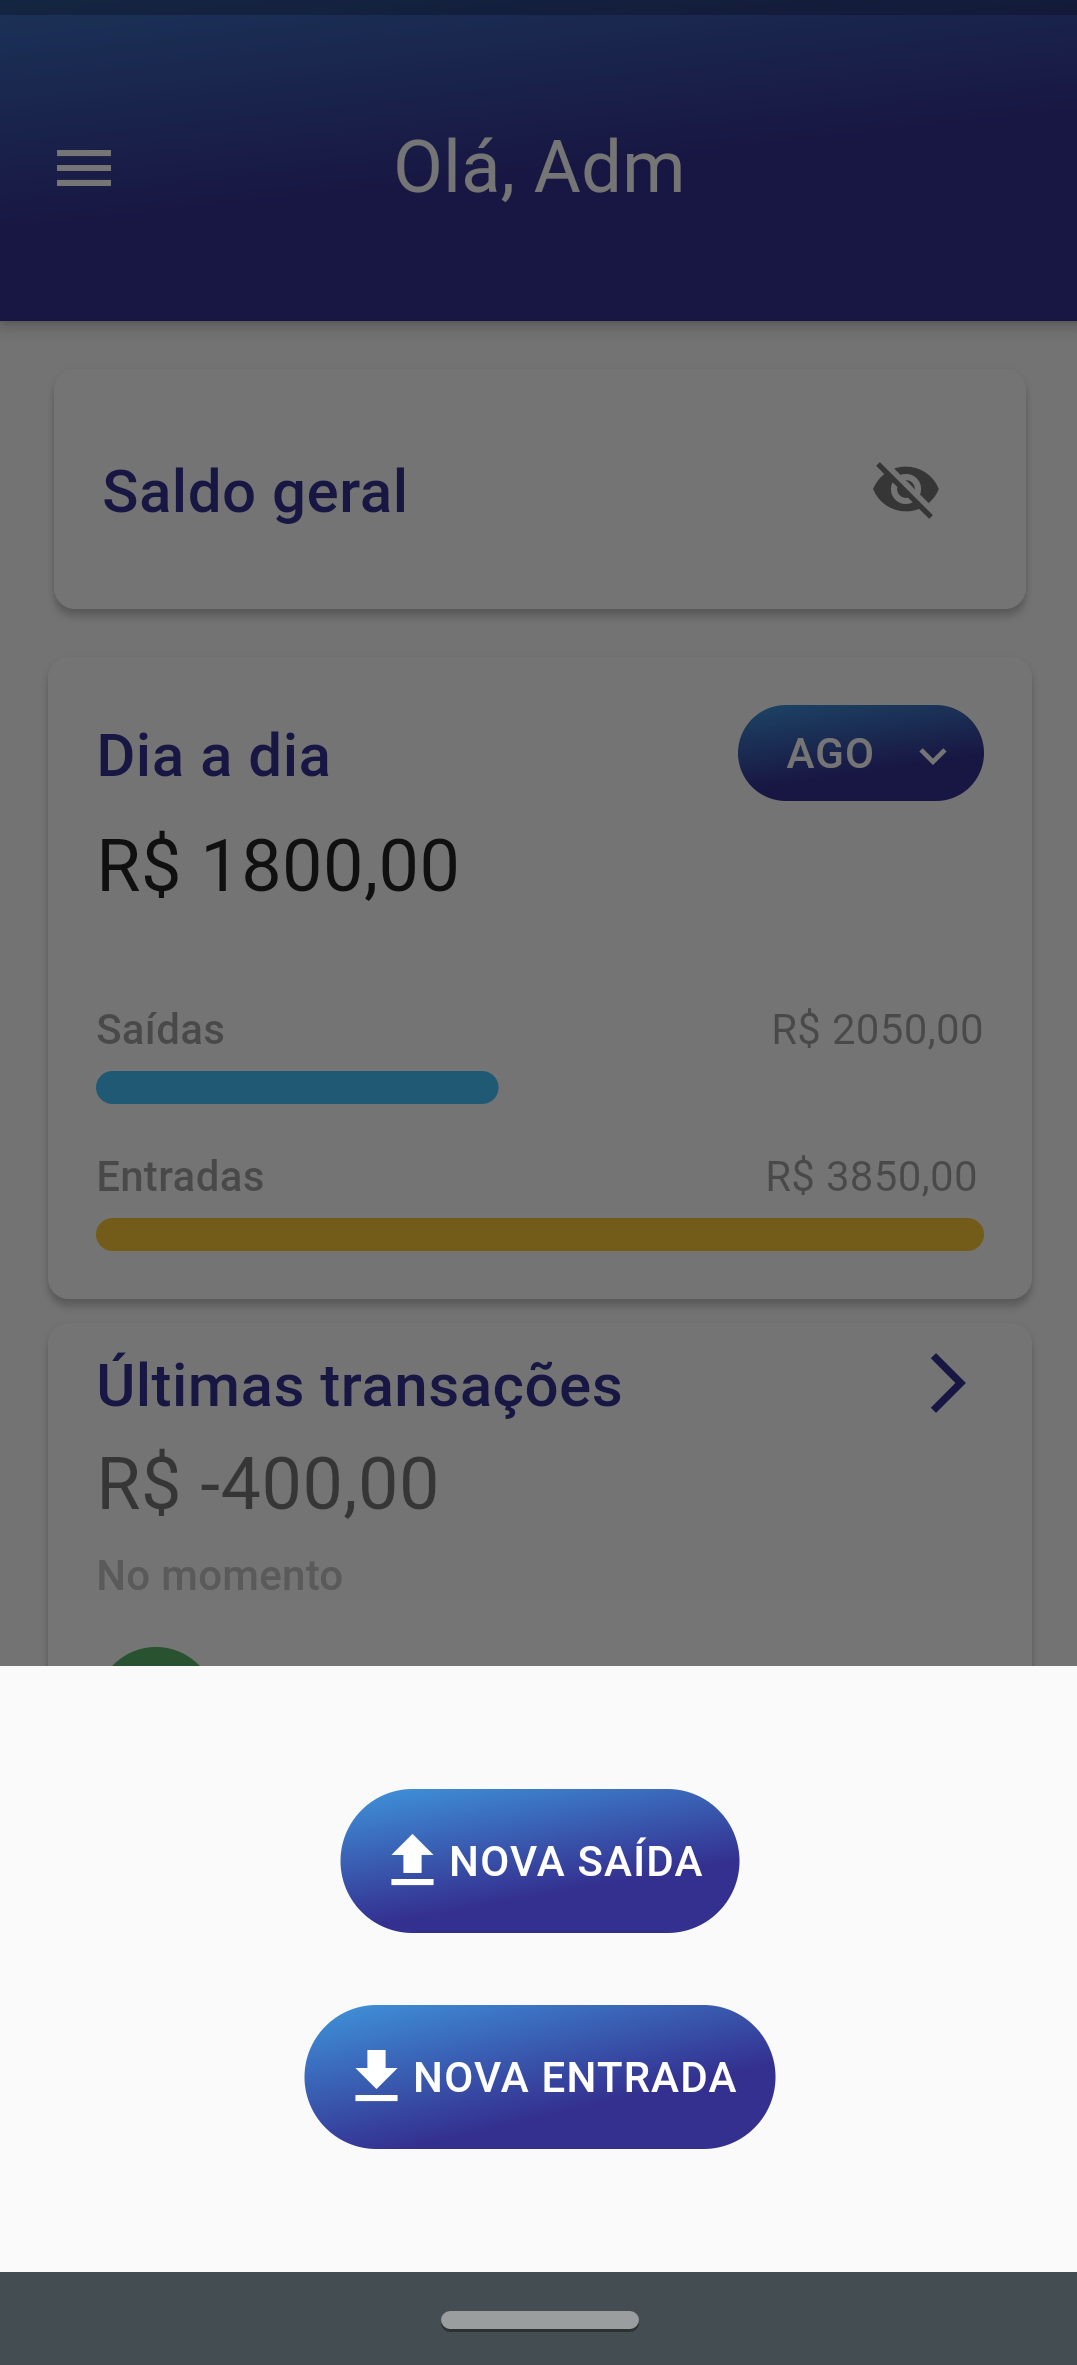 Olá, Adm
Saldo geral
Dia a dia
AGO
R$ 1800,00
Saídas
R$ 2050,00
Entradas
R$ 3850,00
Últimas transações
R$ -400,00
No momento
NOVA SAÍDA
NOVA ENTRADA